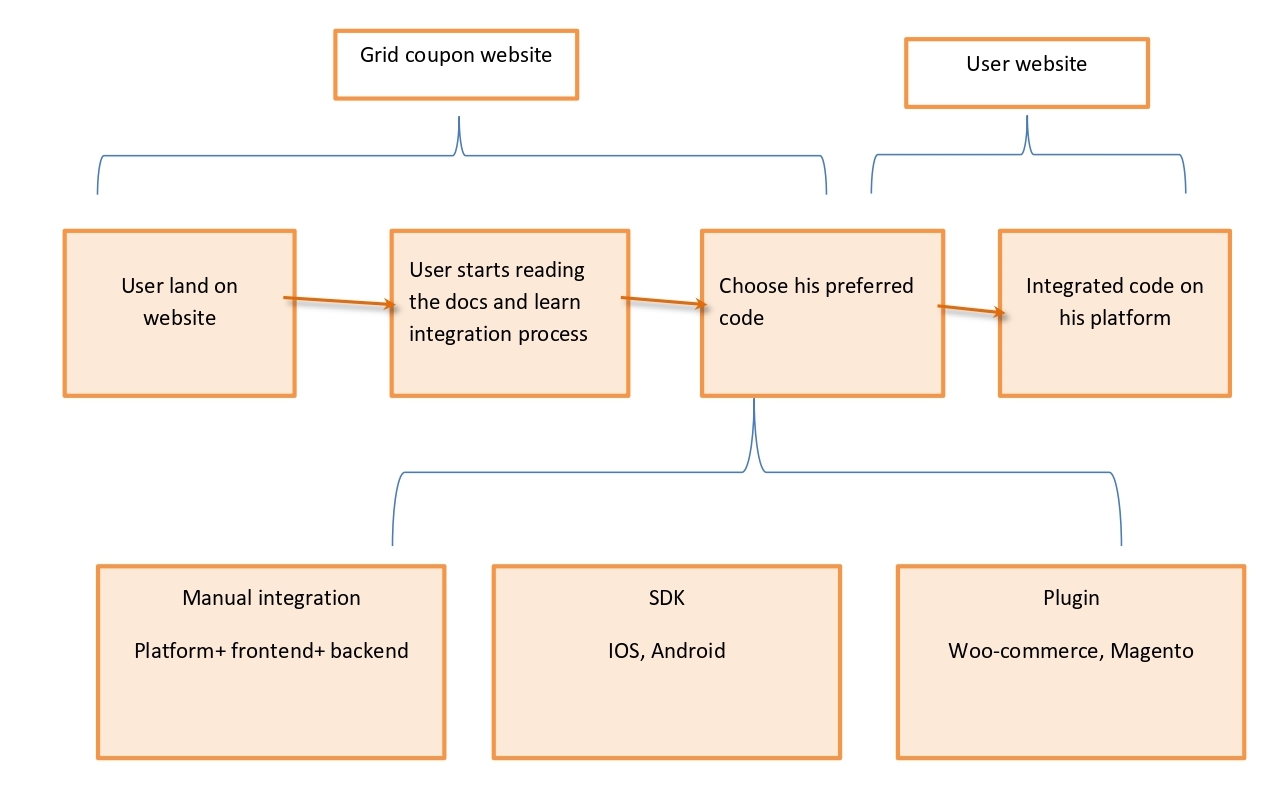 Grid coupon website
User website
User land on
website
User starts reading
the docs and learn
integration process
Choose his preferred
code
Integrated code on
his platform
Manual integration
Platform+ frontend+ backend
SDK
IOS, Android
Plugin
Woo-commerce, Magento